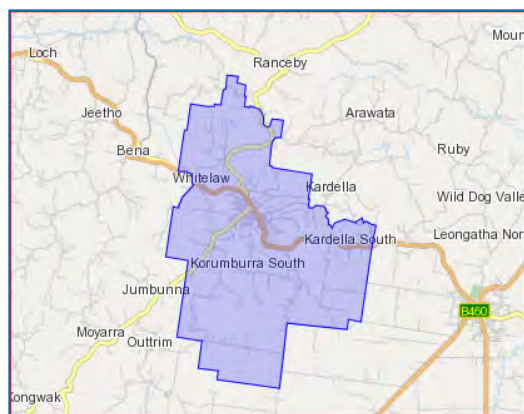 Moun
Loch
Ranceby
Jeetho
Arawata
Bena
Ruby
Whitelaw
Kardella
Wild Dog Valle
Kardella South
Leongatha Nor
Korumburra South
Jumbunna
B460
Moyarra
Outtrim
Kongwak